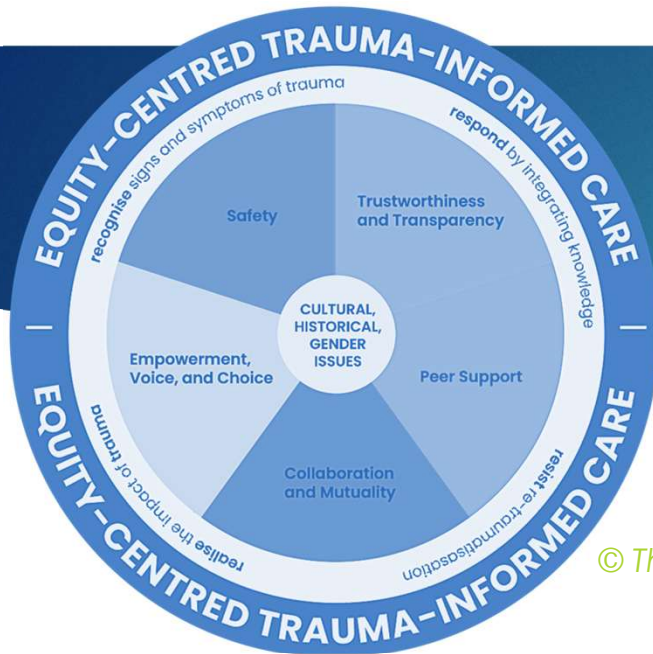 EQUITY-CENTRED TRAUMA-INFORMED CARE
recognise signs and symptoms of trauma
respond by integrating knowledge
Safety
Trustworthiness
and Transparency
CULTURAL,
HISTORICAL,
GENDER
ISSUES
Empowerment,
Voice, and Choice
Peer Support
Collaboration
and Mutuality
realise the impact of trauma
resist re-traumatisasation
EQUITY-CENTRED TRAUMA-INFORMED CARE
© Th